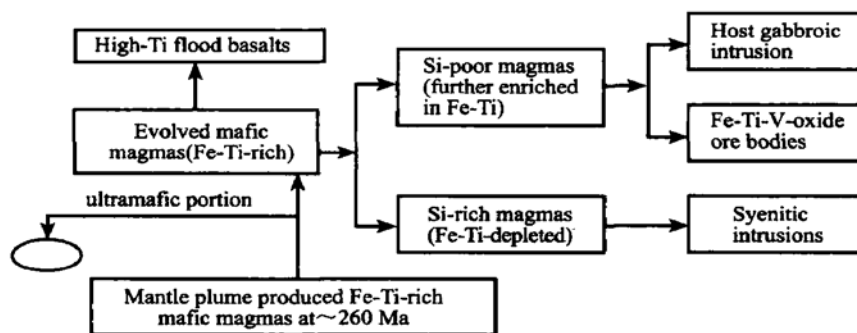 High-Ti flood basalts
Evolved mafic
magmas(Fe-Ti-rich)
ultramafic portion
Mantle plume produced Fe-Ti-rich
mafic magmas at~260 Ma
Si-poor magmas
(further enriched
in Fe-Ti)
Si-rich magmas
(Fe-Ti-depleted)
Host gabbroic
intrusion
Fe-Ti-V-oxide
ore bodies
Syenitic
intrusions